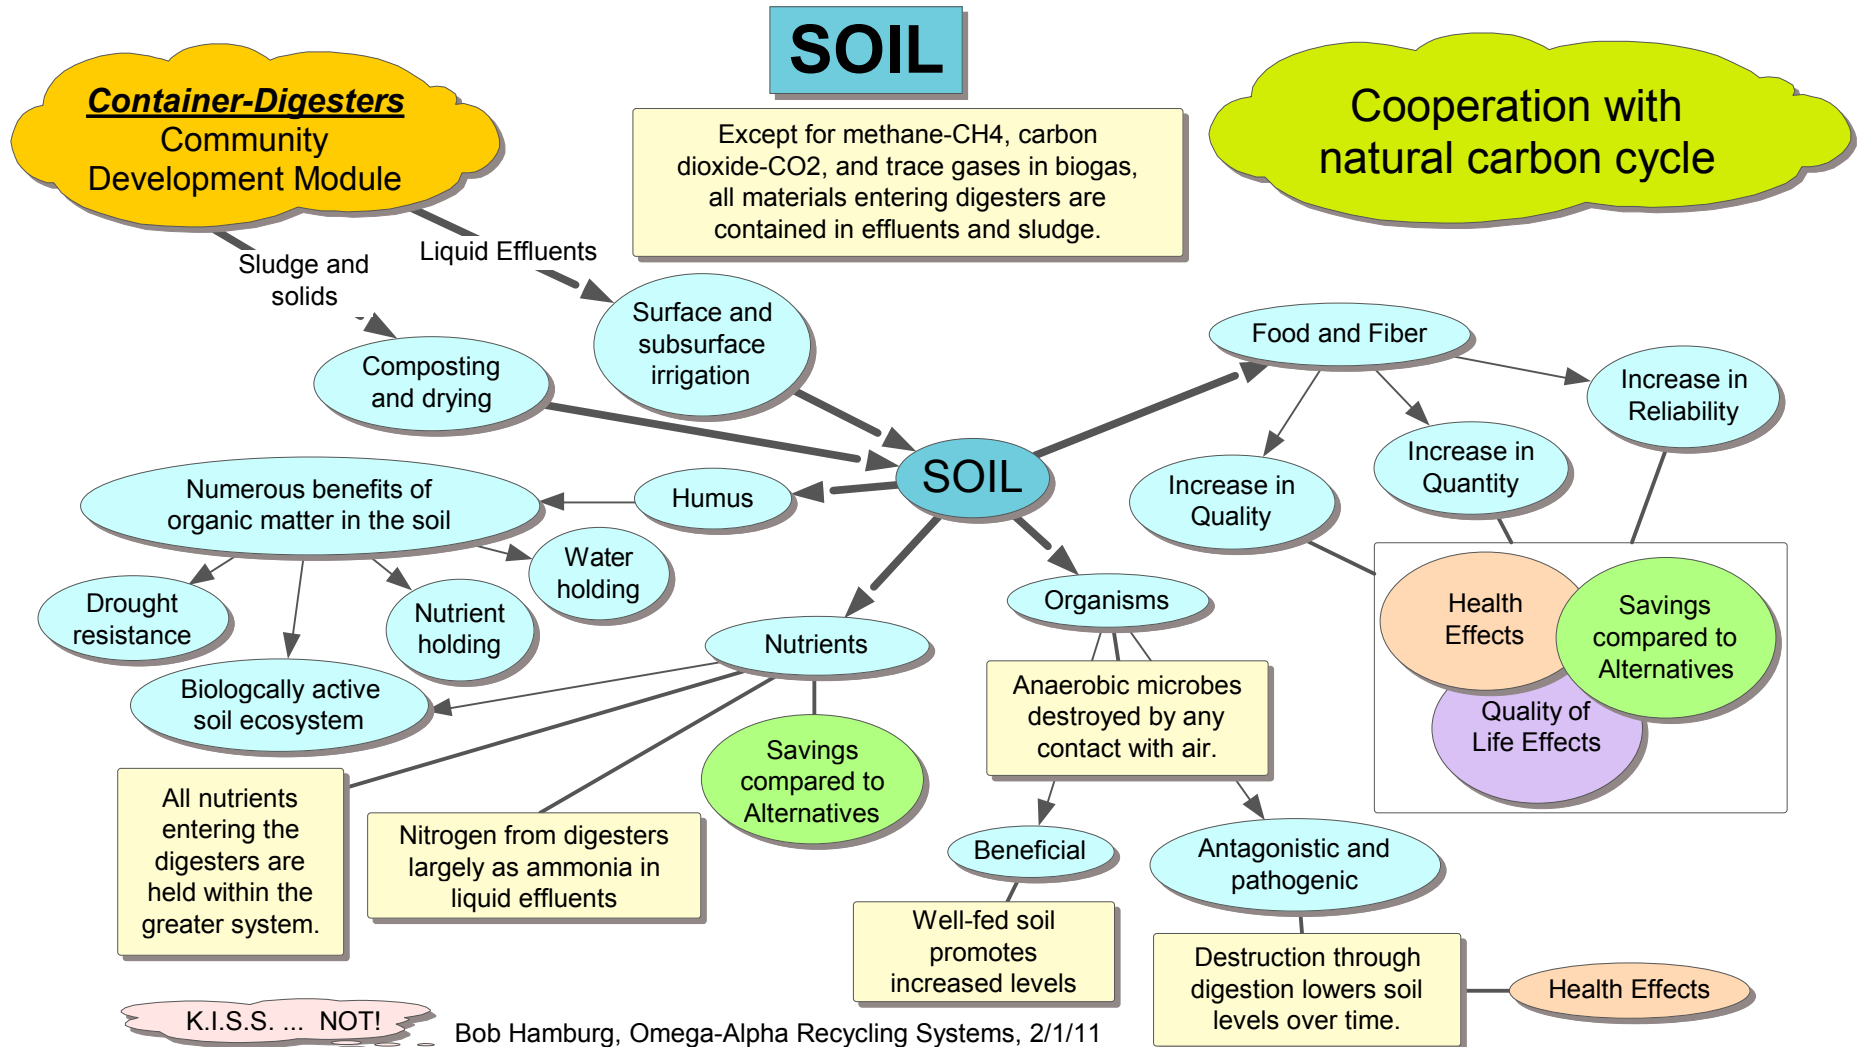 SOIL
Container-Digesters
Community
Development Module
Except for methane-CH4, carbon
dioxide-CO2, and trace gases in biogas,
all materials entering digesters are
contained in effluents and sludge.
Cooperation with
natural carbon cycle
Liquid Effluents
Sludge and
solids
Surface and
subsurface
irrigation
Composting
and drying
Food and Fiber
Increase in
Reliability
Increase in
Quantity
Increase in
Quality
SOIL
Humus
Numerous benefits of
organic matter in the soil
Water
holding
Nutrient
holding
Drought
resistance
Biologcally active
soil ecosystem
Nutrients
Organisms
Health
Effects
Savings
compared to
Alternatives
Quality of
Life Effects
Anaerobic microbes
destroyed by any
contact with air.
Savings
compared to
Alternatives
All nutrients
entering the
digesters are
held within the
greater system.
Nitrogen from digesters
largely as ammonia in
liquid effluents
Beneficial
Antagonistic and
pathogenic
Well-fed soil
promotes
increased levels
Destruction through
digestion lowers soil
levels over time.
Health Effects
K.I.S.S. ... NOT!
Bob Hamburg, Omega-Alpha Recycling Systems, 2/1/11